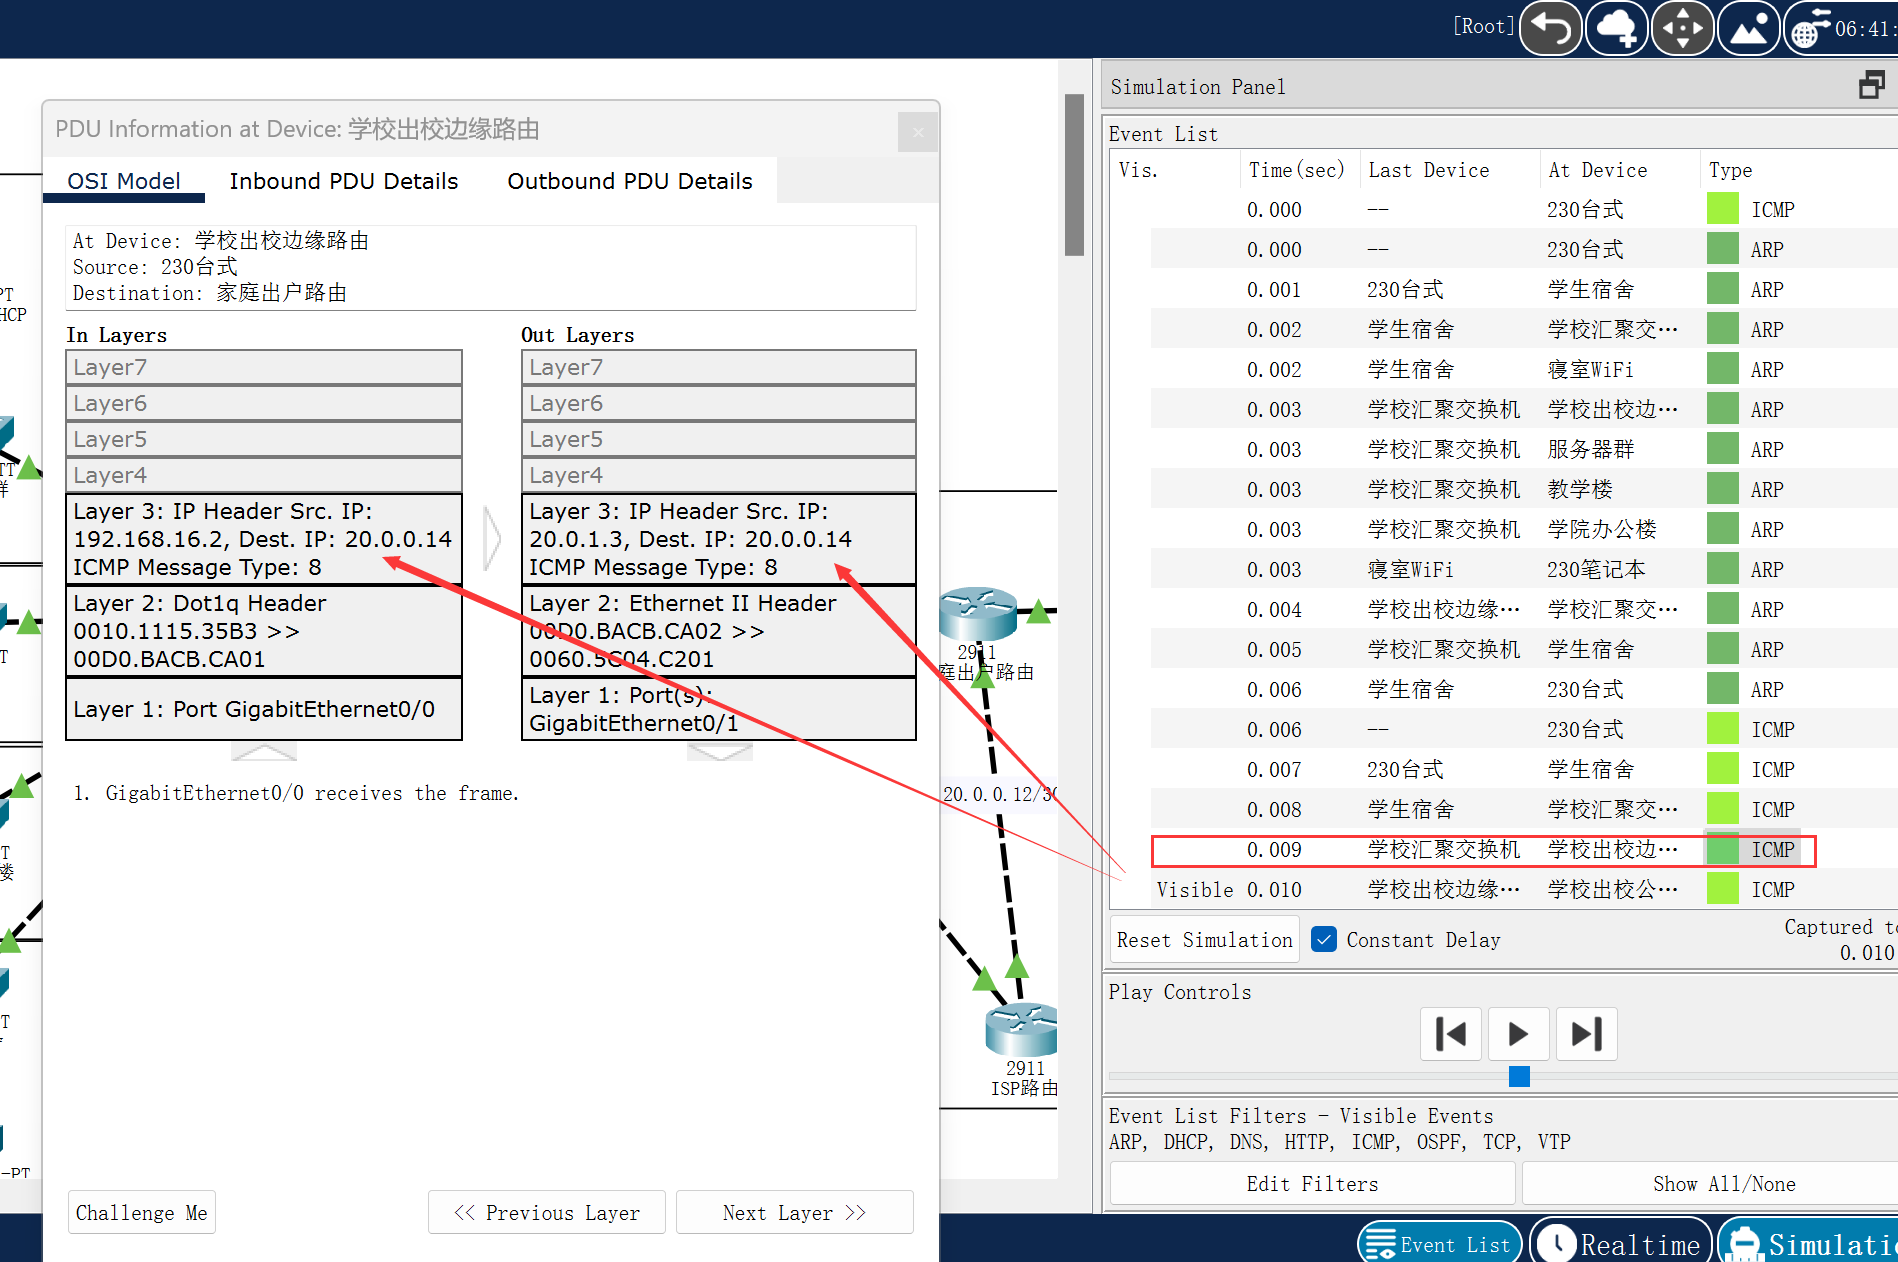 [Root]
06:41:
Simulation Panel
PDU Information at Device: 学校出校边缘路由
OSI Model
Inbound PDU Details
Outbound PDU Details
At Device: 学校出校边缘路由
Source: 230台式
Destination: 家庭出户路由
In Layers
Out Layers
Layer7
Layer6
Layer5
Layer4
Layer 3: IP Header Src. IP:
192.168.16.2, Dest. IP: 20.0.0.14
ICMP Message Type: 8
Layer 2: Dot1q Header
0010.1115.35B3 >>
00D0.BACB.CA01
Layer 1: Port GigabitEthernet0/0
Layer7
Layer6
Layer5
Layer4
Layer 3: IP Header Src. IP:
20.0.1.3, Dest. IP: 20.0.0.14
ICMP Message Type: 8
Layer 2: Ethernet II Header
00D0.BACB.CA02 >>
0060.5C04.C201
Layer 1: Port(s):
GigabitEthernet0/1
1. GigabitEthernet0/0 receives the frame.
Challenge Me
<< Previous Layer
Next Layer >>
PT
HCP
TT
群
T
T
楼
T
-PT
2911
庭出户路由
20.0.0.12/30
2911
ISP路由
Event List
Vis. Time(sec) Last Device At Device Type
0.000 -- 230台式 ICMP
0.000 -- 230台式 ARP
0.001 230台式 学生宿舍 ARP
0.002 学生宿舍 学校汇聚交… ARP
0.002 学生宿舍 寝室WiFi ARP
0.003 学校汇聚交换机 学校出校边… ARP
0.003 学校汇聚交换机 服务器群 ARP
0.003 学校汇聚交换机 教学楼 ARP
0.003 学校汇聚交换机 学院办公楼 ARP
0.003 寝室WiFi 230笔记本 ARP
0.004 学校出校边缘… 学校汇聚交… ARP
0.005 学校汇聚交换机 学生宿舍 ARP
0.006 学生宿舍 230台式 ARP
0.006 -- 230台式 ICMP
0.007 230台式 学生宿舍 ICMP
0.008 学生宿舍 学校汇聚交… ICMP
0.009 学校汇聚交换机 学校出校边… ICMP
Visible 0.010 学校出校边缘… 学校出校公… ICMP
Reset Simulation
Constant Delay
Captured to
0.010
Play Controls
Event List Filters - Visible Events
ARP, DHCP, DNS, HTTP, ICMP, OSPF, TCP, VTP
Edit Filters
Show All/None
Event List
Realtime
Simulatio